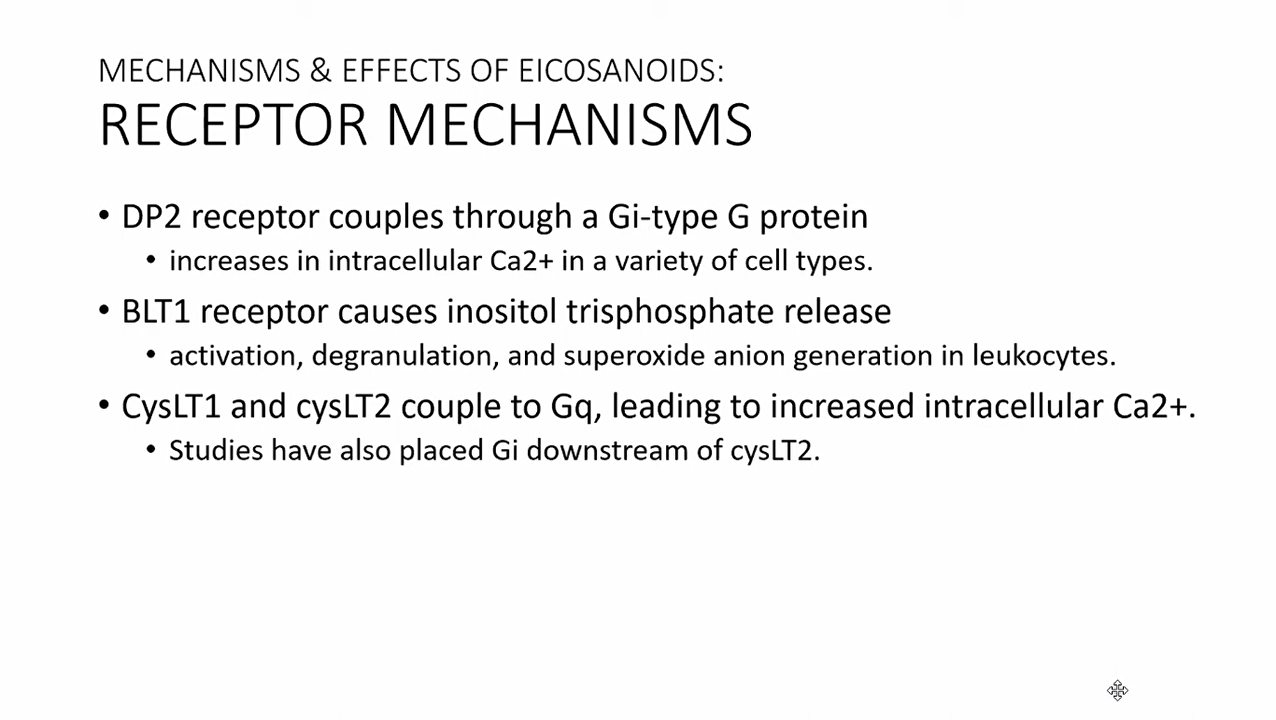 MECHANISMS & EFFECTS OF EICOSANOIDS:
RECEPTOR MECHANISMS
• DP2 receptor couples through a Gi-type G protein
• increases in intracellular Ca2+ in a variety of cell types.
• BLT1 receptor causes inositol trisphosphate release
• activation, degranulation, and superoxide anion generation in leukocytes.
• CysLT1 and cysLT2 couple to Gq, leading to increased intracellular Ca2+.
• Studies have also placed Gi downstream of cysLT2.